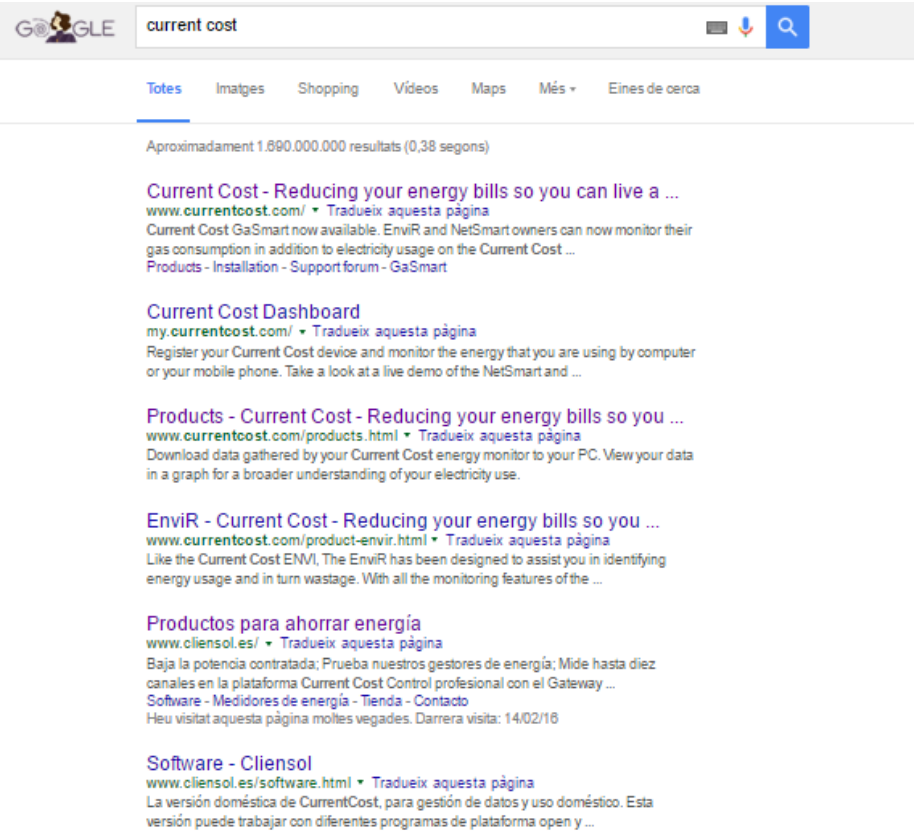 GOOGLE
current cost
Totes Imatges Shopping Vídeos Maps Més Eines de cerca
Aproximadament 1.690.000.000 resultats (0,38 segons)
Current Cost - Reducing your energy bills so you can live a ...
www.currentcost.com/ Tradueix aquesta pàgina
Current Cost GaSmart now available. EnviR and NetSmart owners can now monitor their
gas consumption in addition to electricity usage on the Current Cost ...
Products - Installation - Support forum - GaSmart
Current Cost Dashboard
my.currentcost.com/ Tradueix aquesta pàgina
Register your Current Cost device and monitor the energy that you are using by computer
or your mobile phone. Take a look at a live demo of the NetSmart and ...
Products - Current Cost - Reducing your energy bills so you ...
www.currentcost.com/products.html Tradueix aquesta pàgina
Download data gathered by your Current Cost energy monitor to your PC. View your data
in a graph for a broader understanding of your electricity use.
EnviR - Current Cost - Reducing your energy bills so you ...
www.currentcost.com/product-envir.html Tradueix aquesta pàgina
Like the Current Cost ENVI, The EnviR has been designed to assist you in identifying
energy usage and in turn wastage. With all the monitoring features of the ...
Productos para ahorrar energía
www.cliensol.es/ Tradueix aquesta pàgina
Baja la potencia contratada; Prueba nuestros gestores de energía; Mide hasta diez
canales en la plataforma Current Cost Control profesional con el Gateway ...
Software - Medidores de energía - Tienda - Contacto
Heu visitat aquesta pàgina moltes vegades. Darrera visita: 14/02/16
Software - Cliensol
www.cliensol.es/software.html Tradueix aquesta pàgina
La versión doméstica de CurrentCost, para gestión de datos y uso doméstico. Esta
versión puede trabajar con diferentes programas de plataforma open y ...